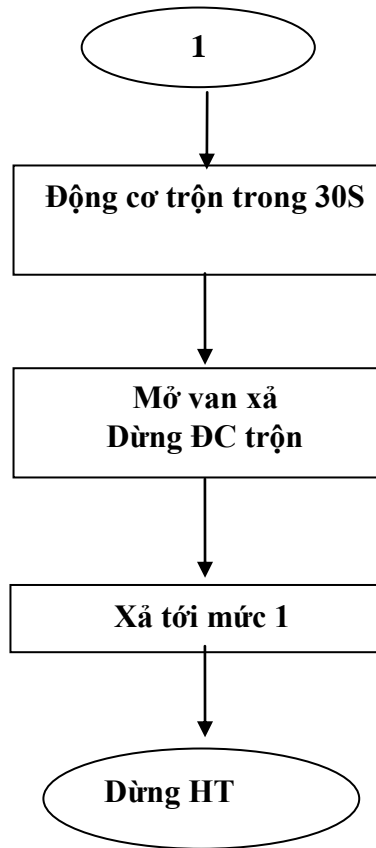 1
Động cơ trộn trong 30S
Mở van xả
Dừng ĐC trộn
Xả tới mức 1
Dừng HT